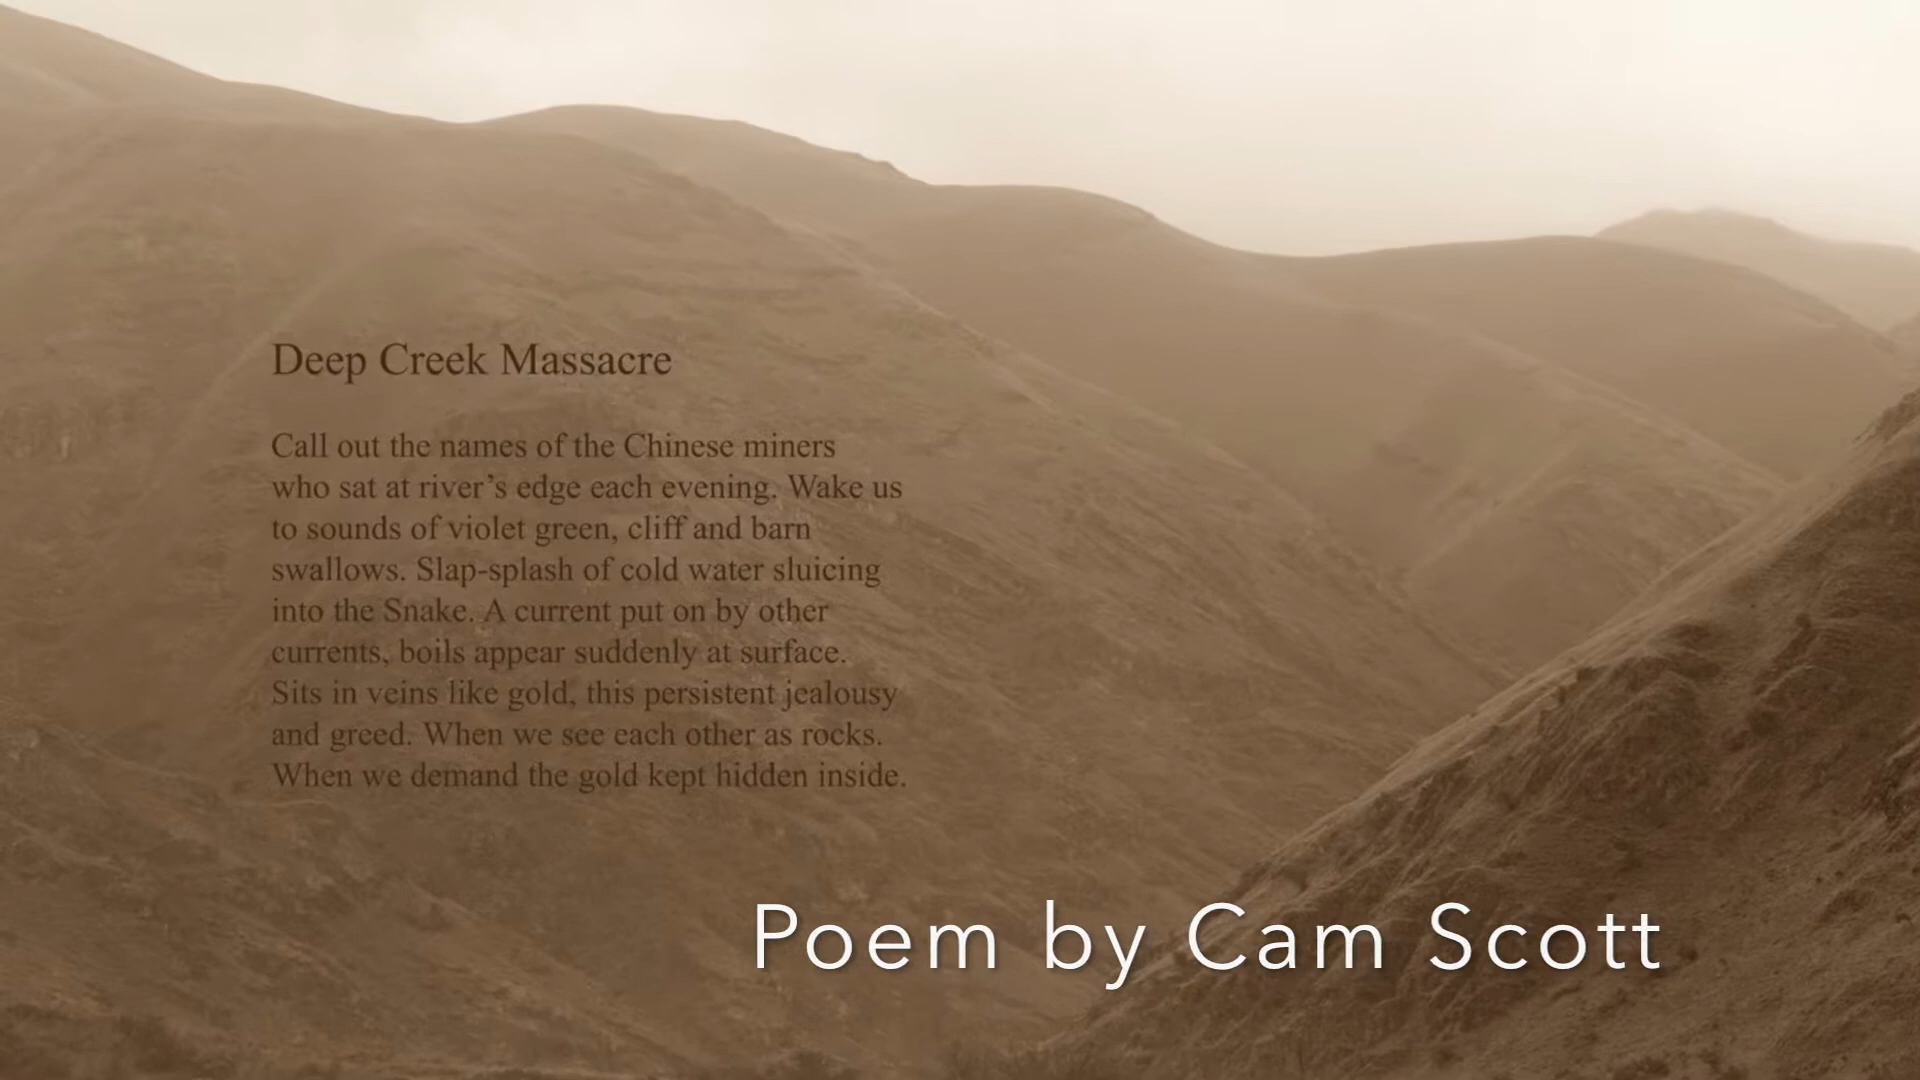 Deep Creek Massacre
Call out the names of the Chinese miners
who sat at river’s edge each evening. Wake us
to sounds of violet green, cliff and barn
swallows. Slap-splash of cold water sluicing
into the Snake. A current put on by other
currents, boils appear suddenly at surface.
Sits in veins like gold, this persistent jealousy
and greed. When we see each other as rocks.
When we demand the gold kept hidden inside.
Poem by Cam Scott